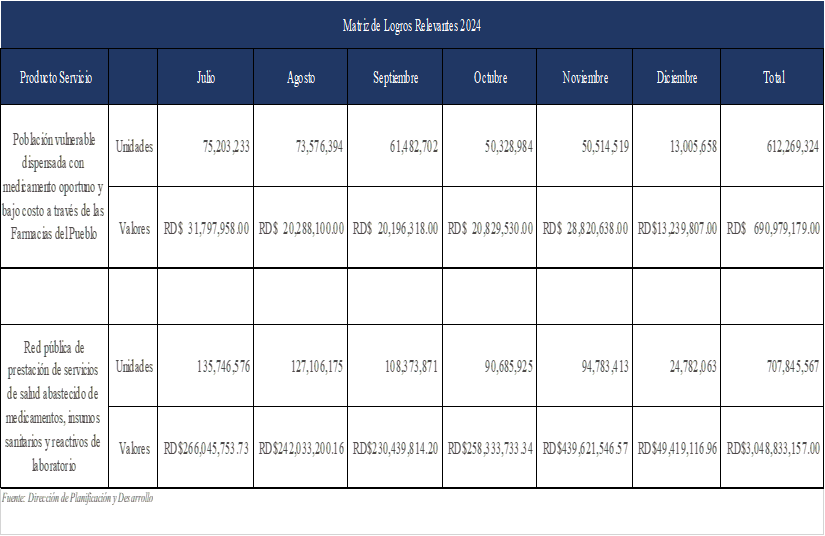 Matriz de Logros Relevantes 2024
Producto Servicio Julio Agosto Septiembre Octubre Noviembre Diciembre Total
Población vulnerable
dispensada con
medicamento oportuno y
bajo costo a través de las
Farmacias del Pueblo
Unidades 75,203,233 73,576,394 61,482,702 50,328,984 50,514,519 13,005,658 612,269,324
Valores RD$ 31,797,958.00 RD$ 20,288,100.00 RD$ 20,196,318.00 RD$ 20,829,530.00 RD$ 28,820,638.00 RD$13,239,807.00 RD$ 690,979,179.00
Red pública de
prestación de servicios
de salud abastecido de
medicamentos, insumos
sanitarios y reactivos de
laboratorio
Unidades 135,746,576 127,106,175 108,373,871 90,685,925 94,783,413 24,782,063 707,845,567
Valores RD$266,045,753.73 RD$242,033,200.16 RD$230,439,814.20 RD$258,333,733.34 RD$439,621,546.57 RD$49,419,116.96 RD$3,048,833,157.00
Fuente: Dirección de Planificación y Desarrollo